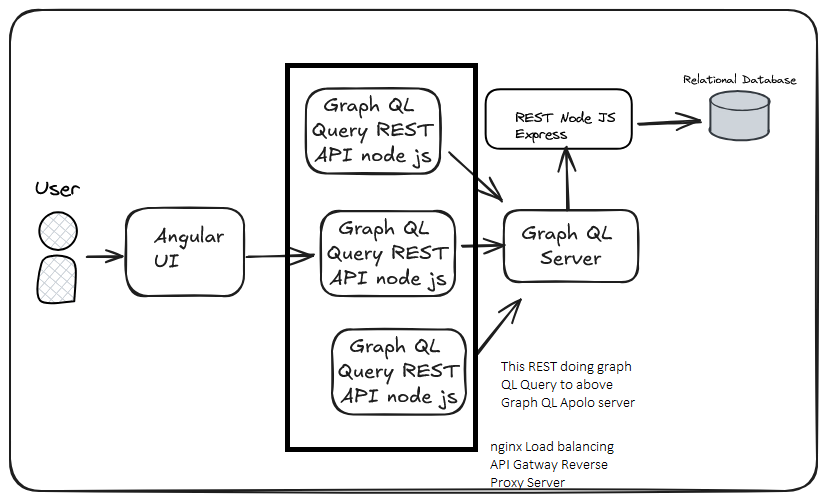 Relational Database
Graph QL
Query REST
API node js
REST Node JS
Express
User
Angular
UI
Graph QL
Query REST
API node js
Graph QL
Server
Graph QL
Query REST
API node js
This REST doing graph
QL Query to above
Graph QL Apolo server
nginx Load balancing
API Gatway Reverse
Proxy Server